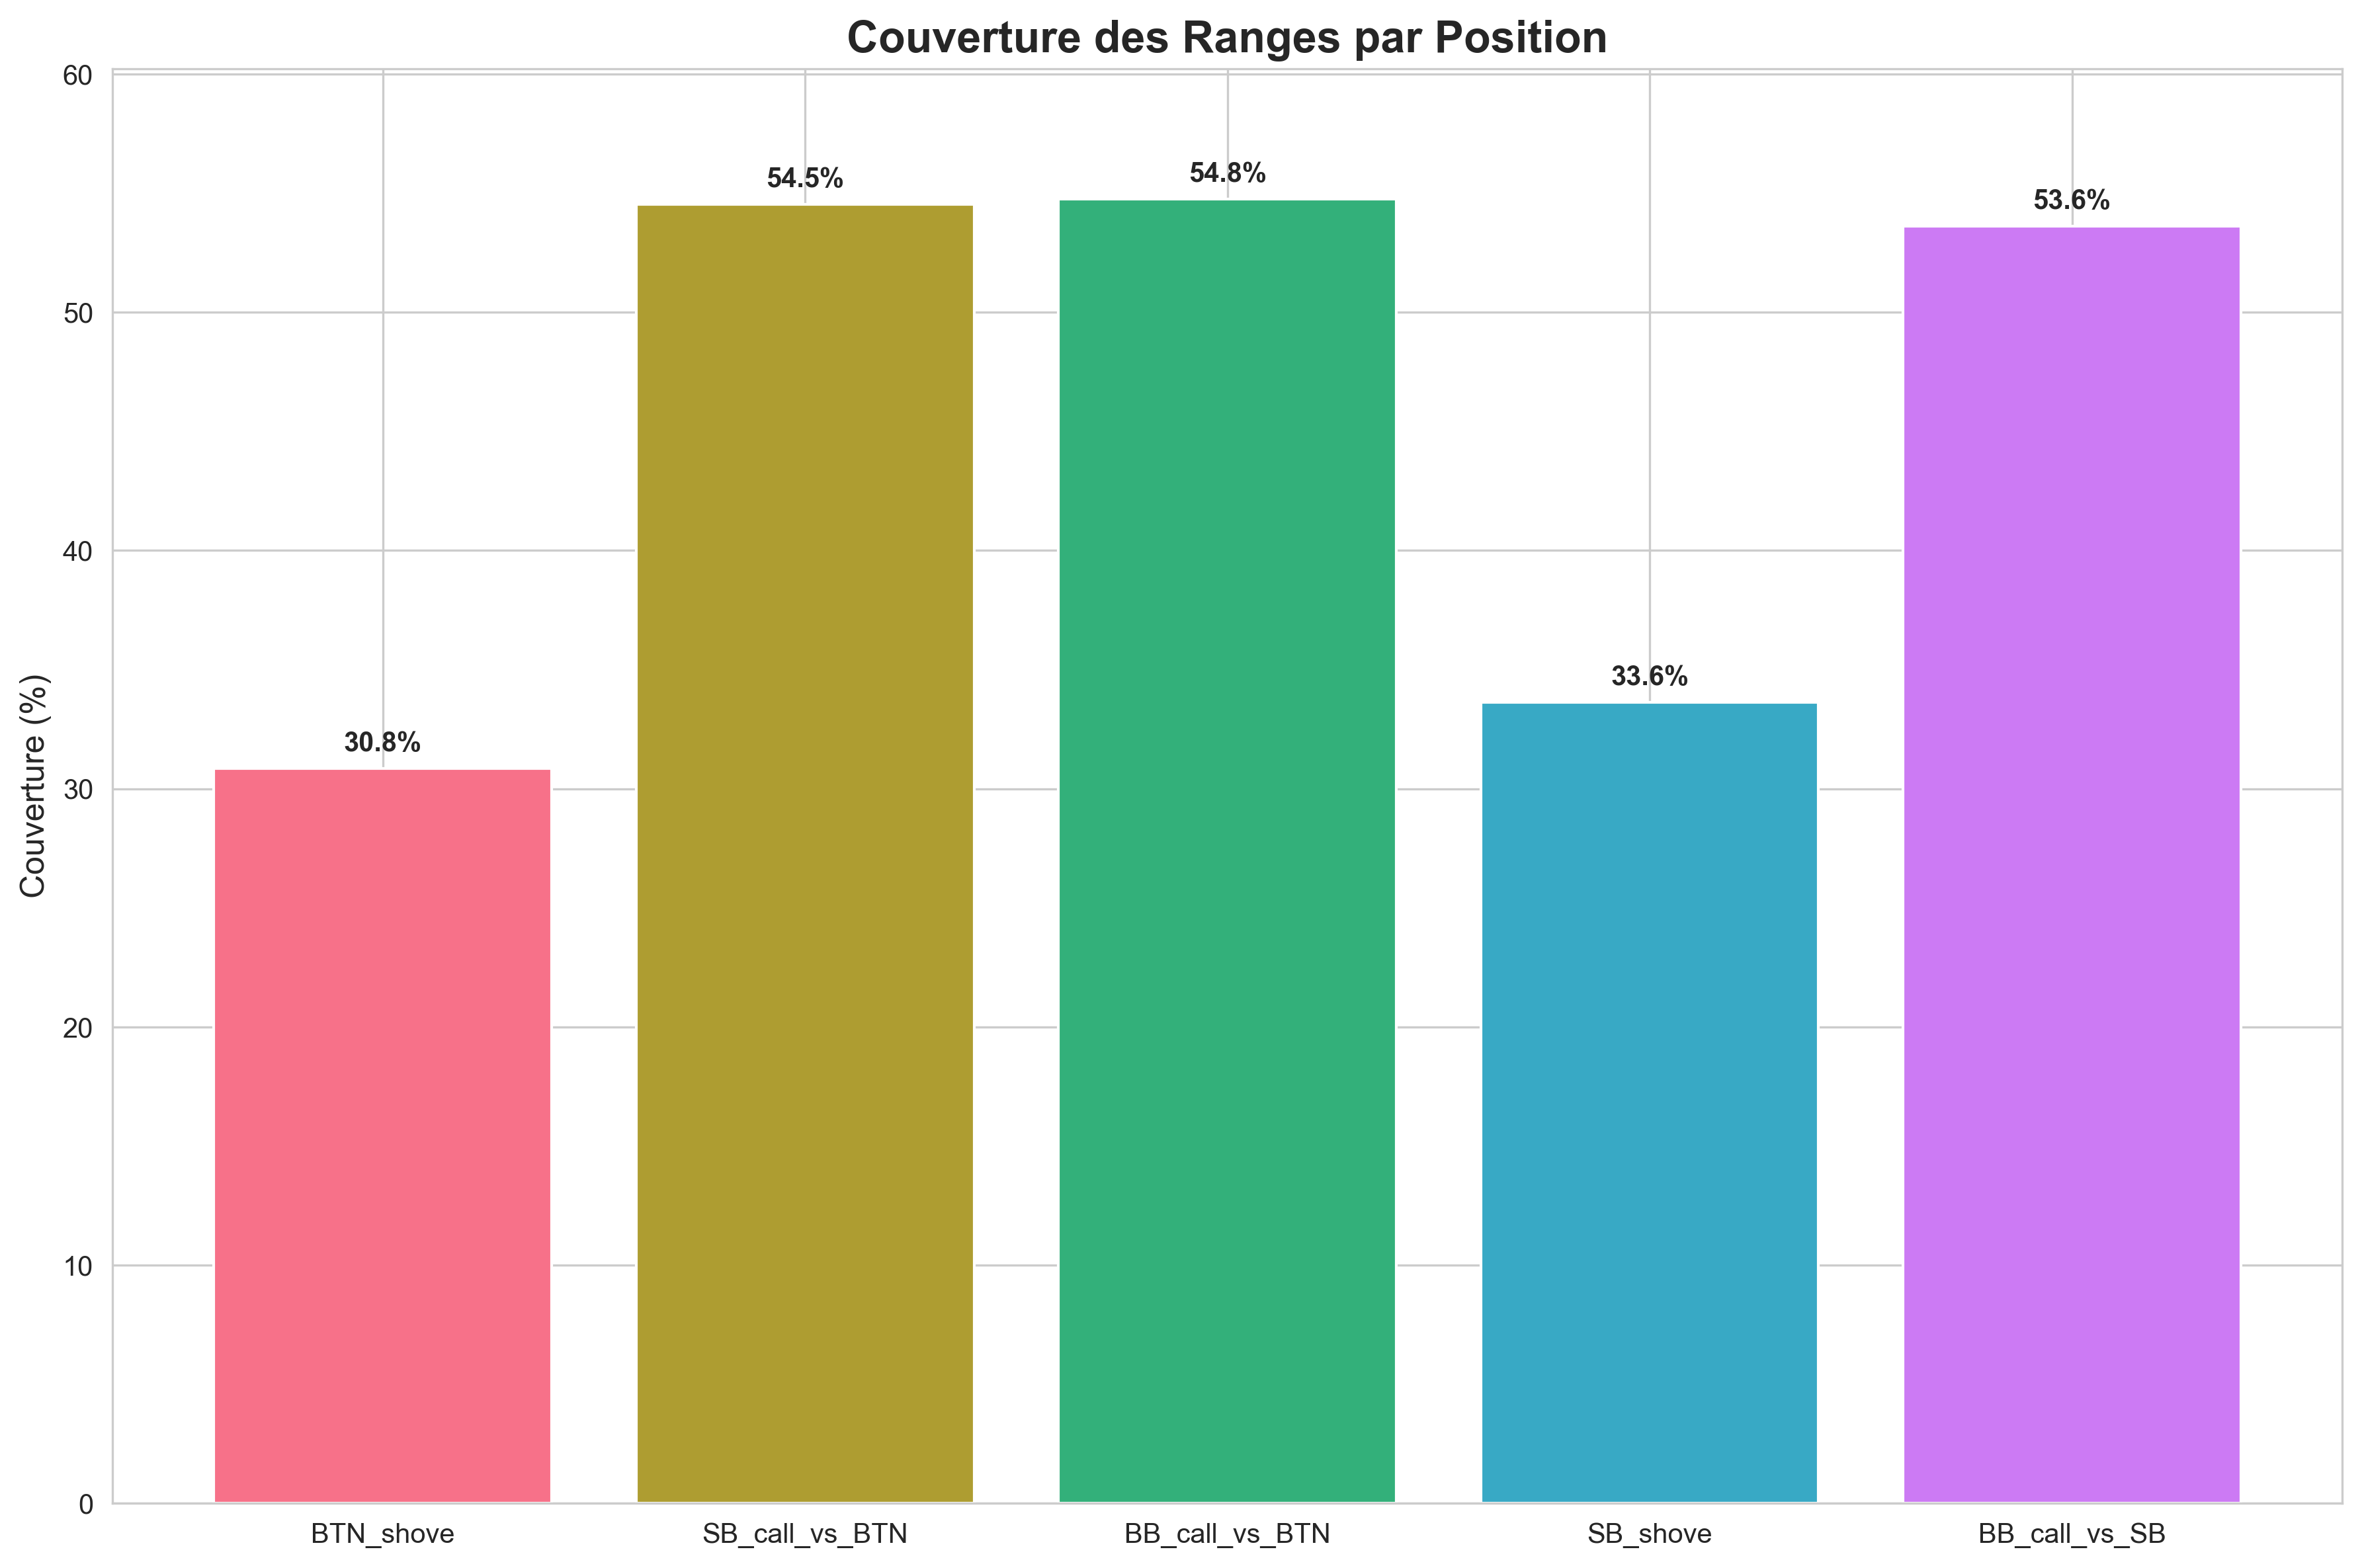 Couverture des Ranges par Position
60
50
40
30
20
10
0
Couverture (%)
30.8%
54.5%
54.8%
33.6%
53.6%
BTN_shove
SB_call_vs_BTN
BB_call_vs_BTN
SB_shove
BB_call_vs_SB